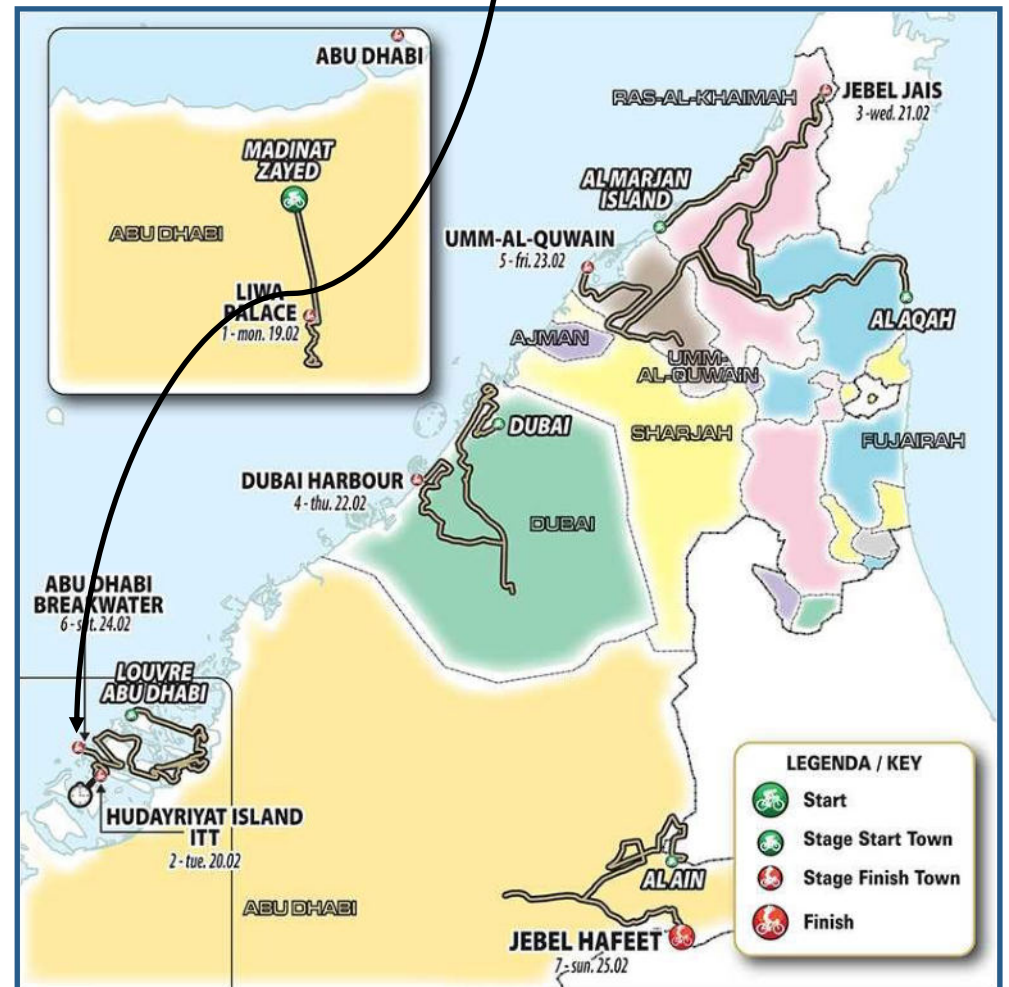 ABU DHABI
MADINAT
ZAYED
ABU DHABI
LIWA
PALACE
1 - mon. 19.02
RAS-AL-KHAIMAH
JEBEL JAIS
3 -wed. 21.02
AL MARJAN
ISLAND
UMM-AL-QUWAIN
5 - fri. 23.02
AL AQAH
AJMAN
UMM-
AL-QUWAIN
DUBAI
SHARJAH
FUJAIRAH
DUBAI HARBOUR
4 - thu. 22.02
DUBAI
ABU DHABI
BREAKWATER
6 - sat. 24.02
LOUVRE
ABU DHABI
HUDAYRIYAT ISLAND
ITT
2 - tue. 20.02
ABU DHABI
AL AIN
JEBEL HAFEET
7 - sun. 25.02
LEGENDA / KEY
Start
Stage Start Town
Stage Finish Town
Finish